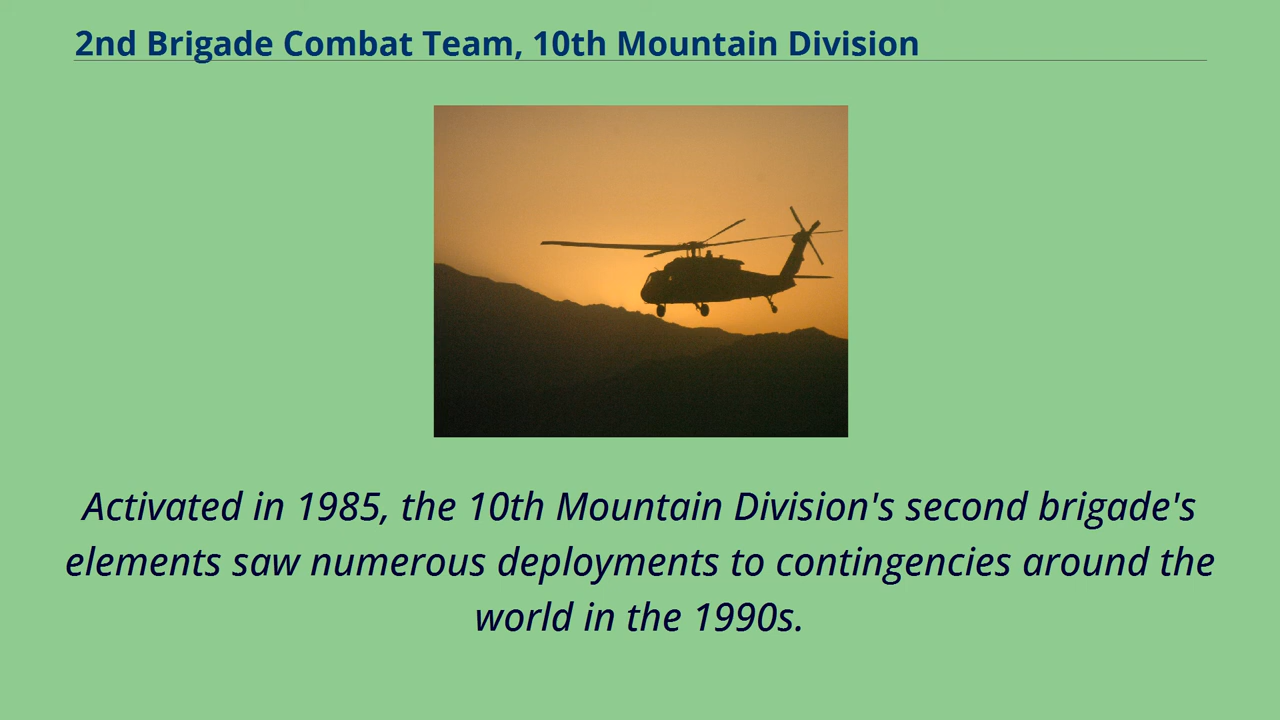 2nd Brigade Combat Team, 10th Mountain Division
Activated in 1985, the 10th Mountain Division's second brigade's
elements saw numerous deployments to contingencies around the
world in the 1990s.